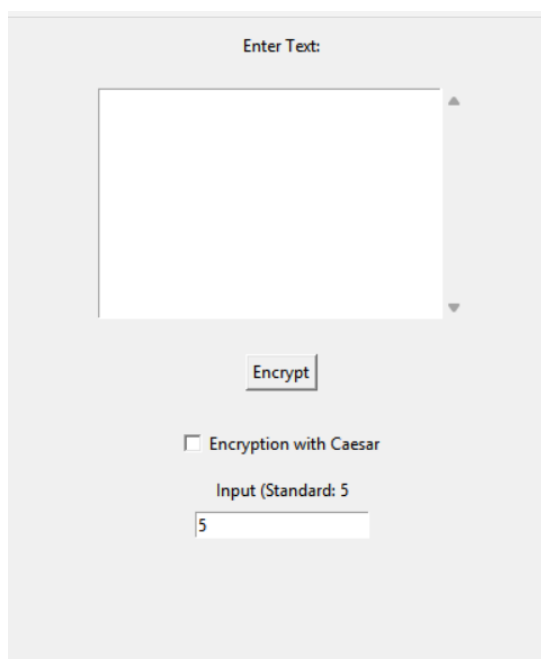 Enter Text:
Encrypt
Encryption with Caesar
Input (Standard: 5
5